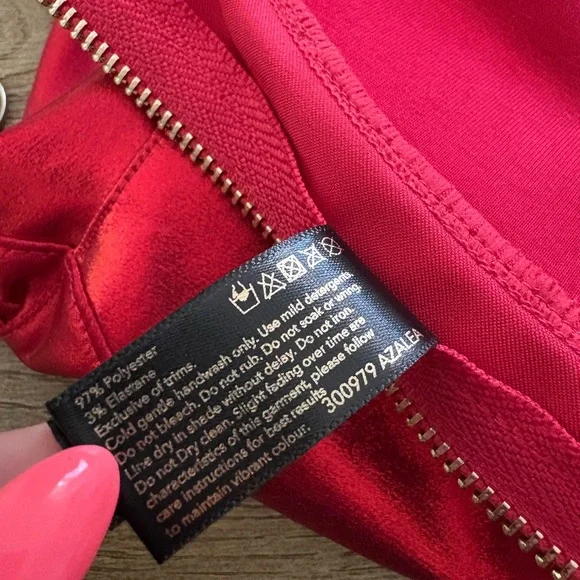 97% Polyester
3% Elastane
Exclusive of trims.
Cold gentle handwash only. Use mild detergents.
Do not bleach. Do not rub. Do not soak or wring.
Line dry in shade without delay. Do not iron.
Do not Dry clean. Slight fading over time are
characteristics of this garment, please follow
care instructions for best results
to maintain vibrant colour.
300979 AZALEA